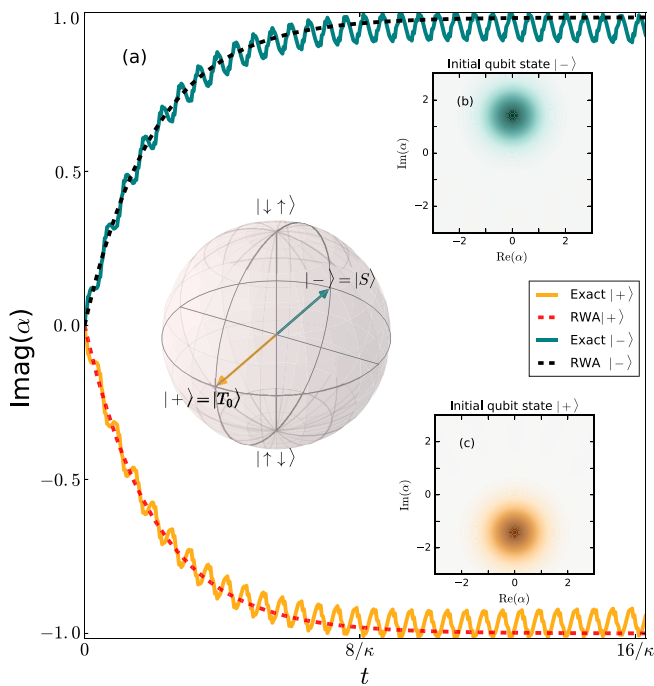 (a)
1.0
0.5
0.0
−0.5
−1.0
Imag(α)
0
8/κ
16/κ
t
|↓↑⟩
|−⟩=|S⟩
|+⟩=|T₀⟩
|↑↓⟩
Initial qubit state |−⟩
(b)
2
0
−2
Im(α)
−2
0
2
Re(α)
Exact |+⟩
RWA|+⟩
Exact |−⟩
RWA |−⟩
Initial qubit state |+⟩
(c)
2
0
−2
Im(α)
−2
0
2
Re(α)